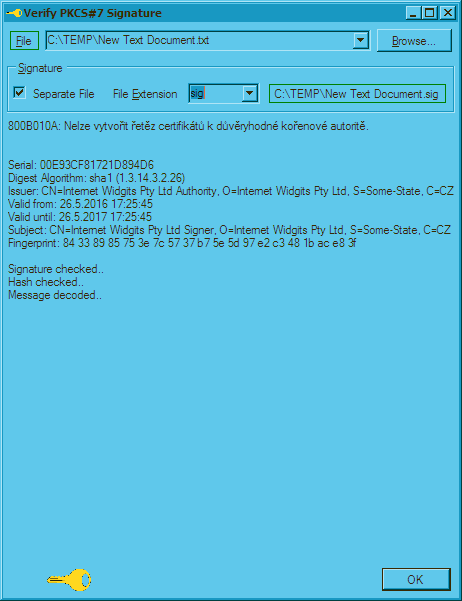 Verify PKCS#7 Signature
File C:\TEMP\New Text Document.txt Browse...
Signature
Separate File File Extension sig C:\TEMP\New Text Document.sig
800B010A: Nelze vytvořit řetěz certifikátů k důvěryhodné kořenové autoritě.
Serial: 00E93CF81721D894D6
Digest Algorithm: sha1 (1.3.14.3.2.26)
Issuer: CN=Internet Widgits Pty Ltd Authority, O=Internet Widgits Pty Ltd, S=Some-State, C=CZ
Valid from: 26.5.2016 17:25:45
Valid until: 26.5.2017 17:25:45
Subject: CN=Internet Widgits Pty Ltd Signer, O=Internet Widgits Pty Ltd, S=Some-State, C=CZ
Fingerprint: 84 33 89 85 75 3e 7c 57 37 b7 5e 5d 97 e2 c3 48 1b ac e8 3f
Signature checked..
Hash checked..
Message decoded..
OK